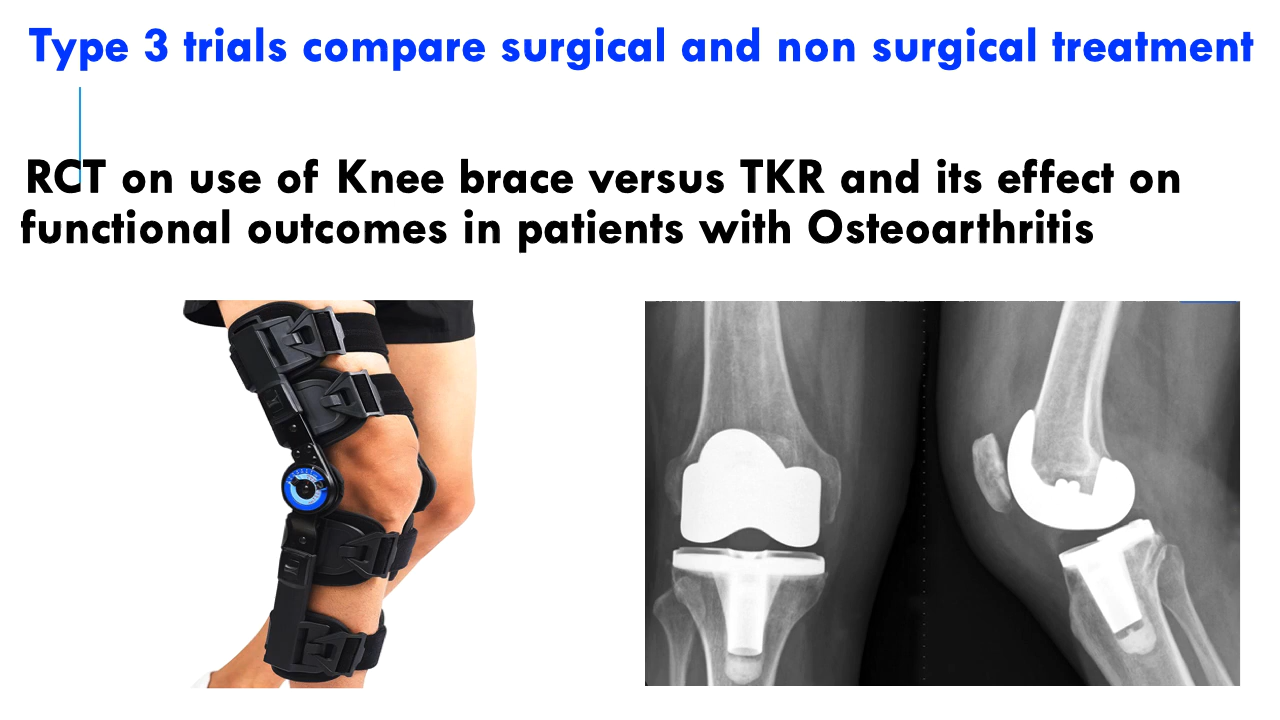 Type 3 trials compare surgical and non surgical treatment
RCT on use of Knee brace versus TKR and its effect on
functional outcomes in patients with Osteoarthritis